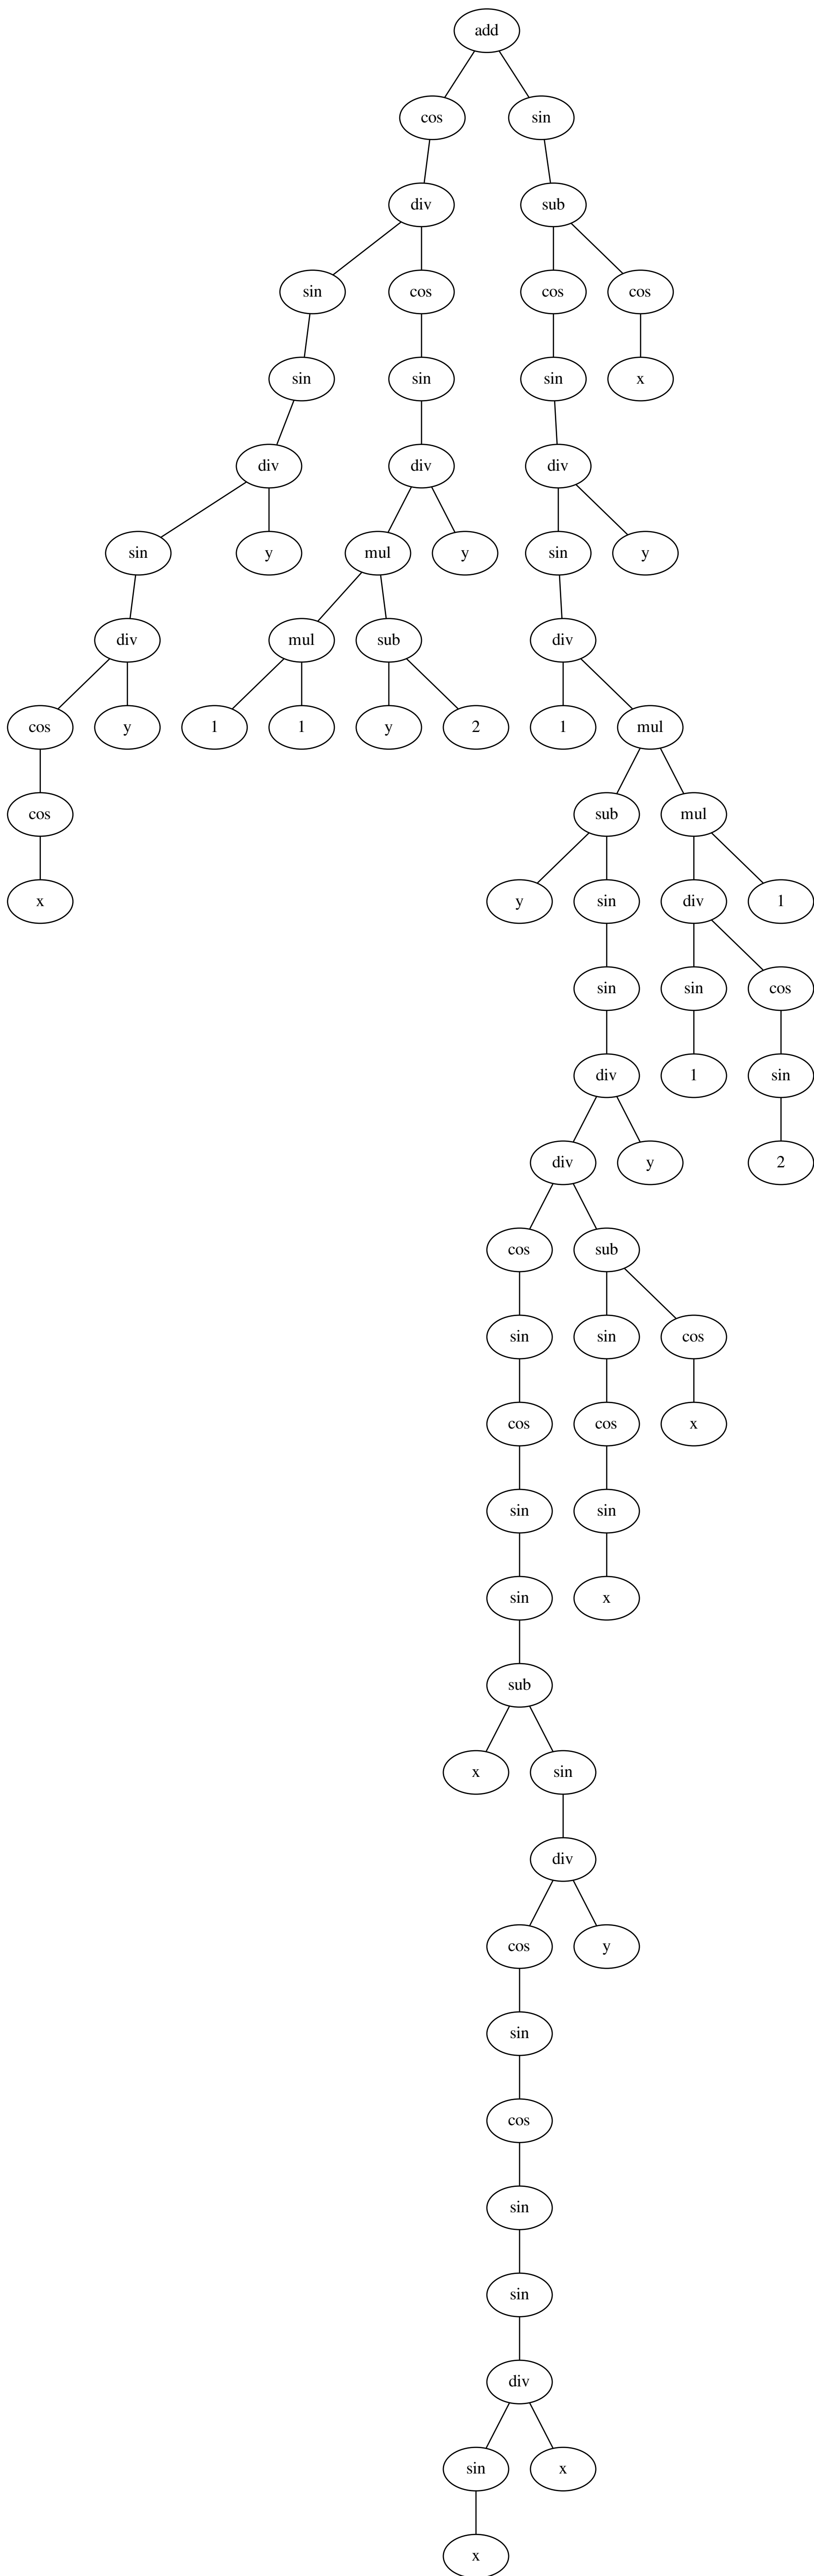 add
cos sin
div sub
sin cos cos cos
sin sin sin x
div div div
sin y mul y sin y
div mul sub div
cos y 1 1 y 2 1 mul
cos sub mul
x y sin div 1
sin sin cos
div 1 sin
div y 2
cos sub
sin sin cos
cos cos x
sin sin
sin x
sub
x sin
div
cos y
sin
cos
sin
sin
div
sin x
x